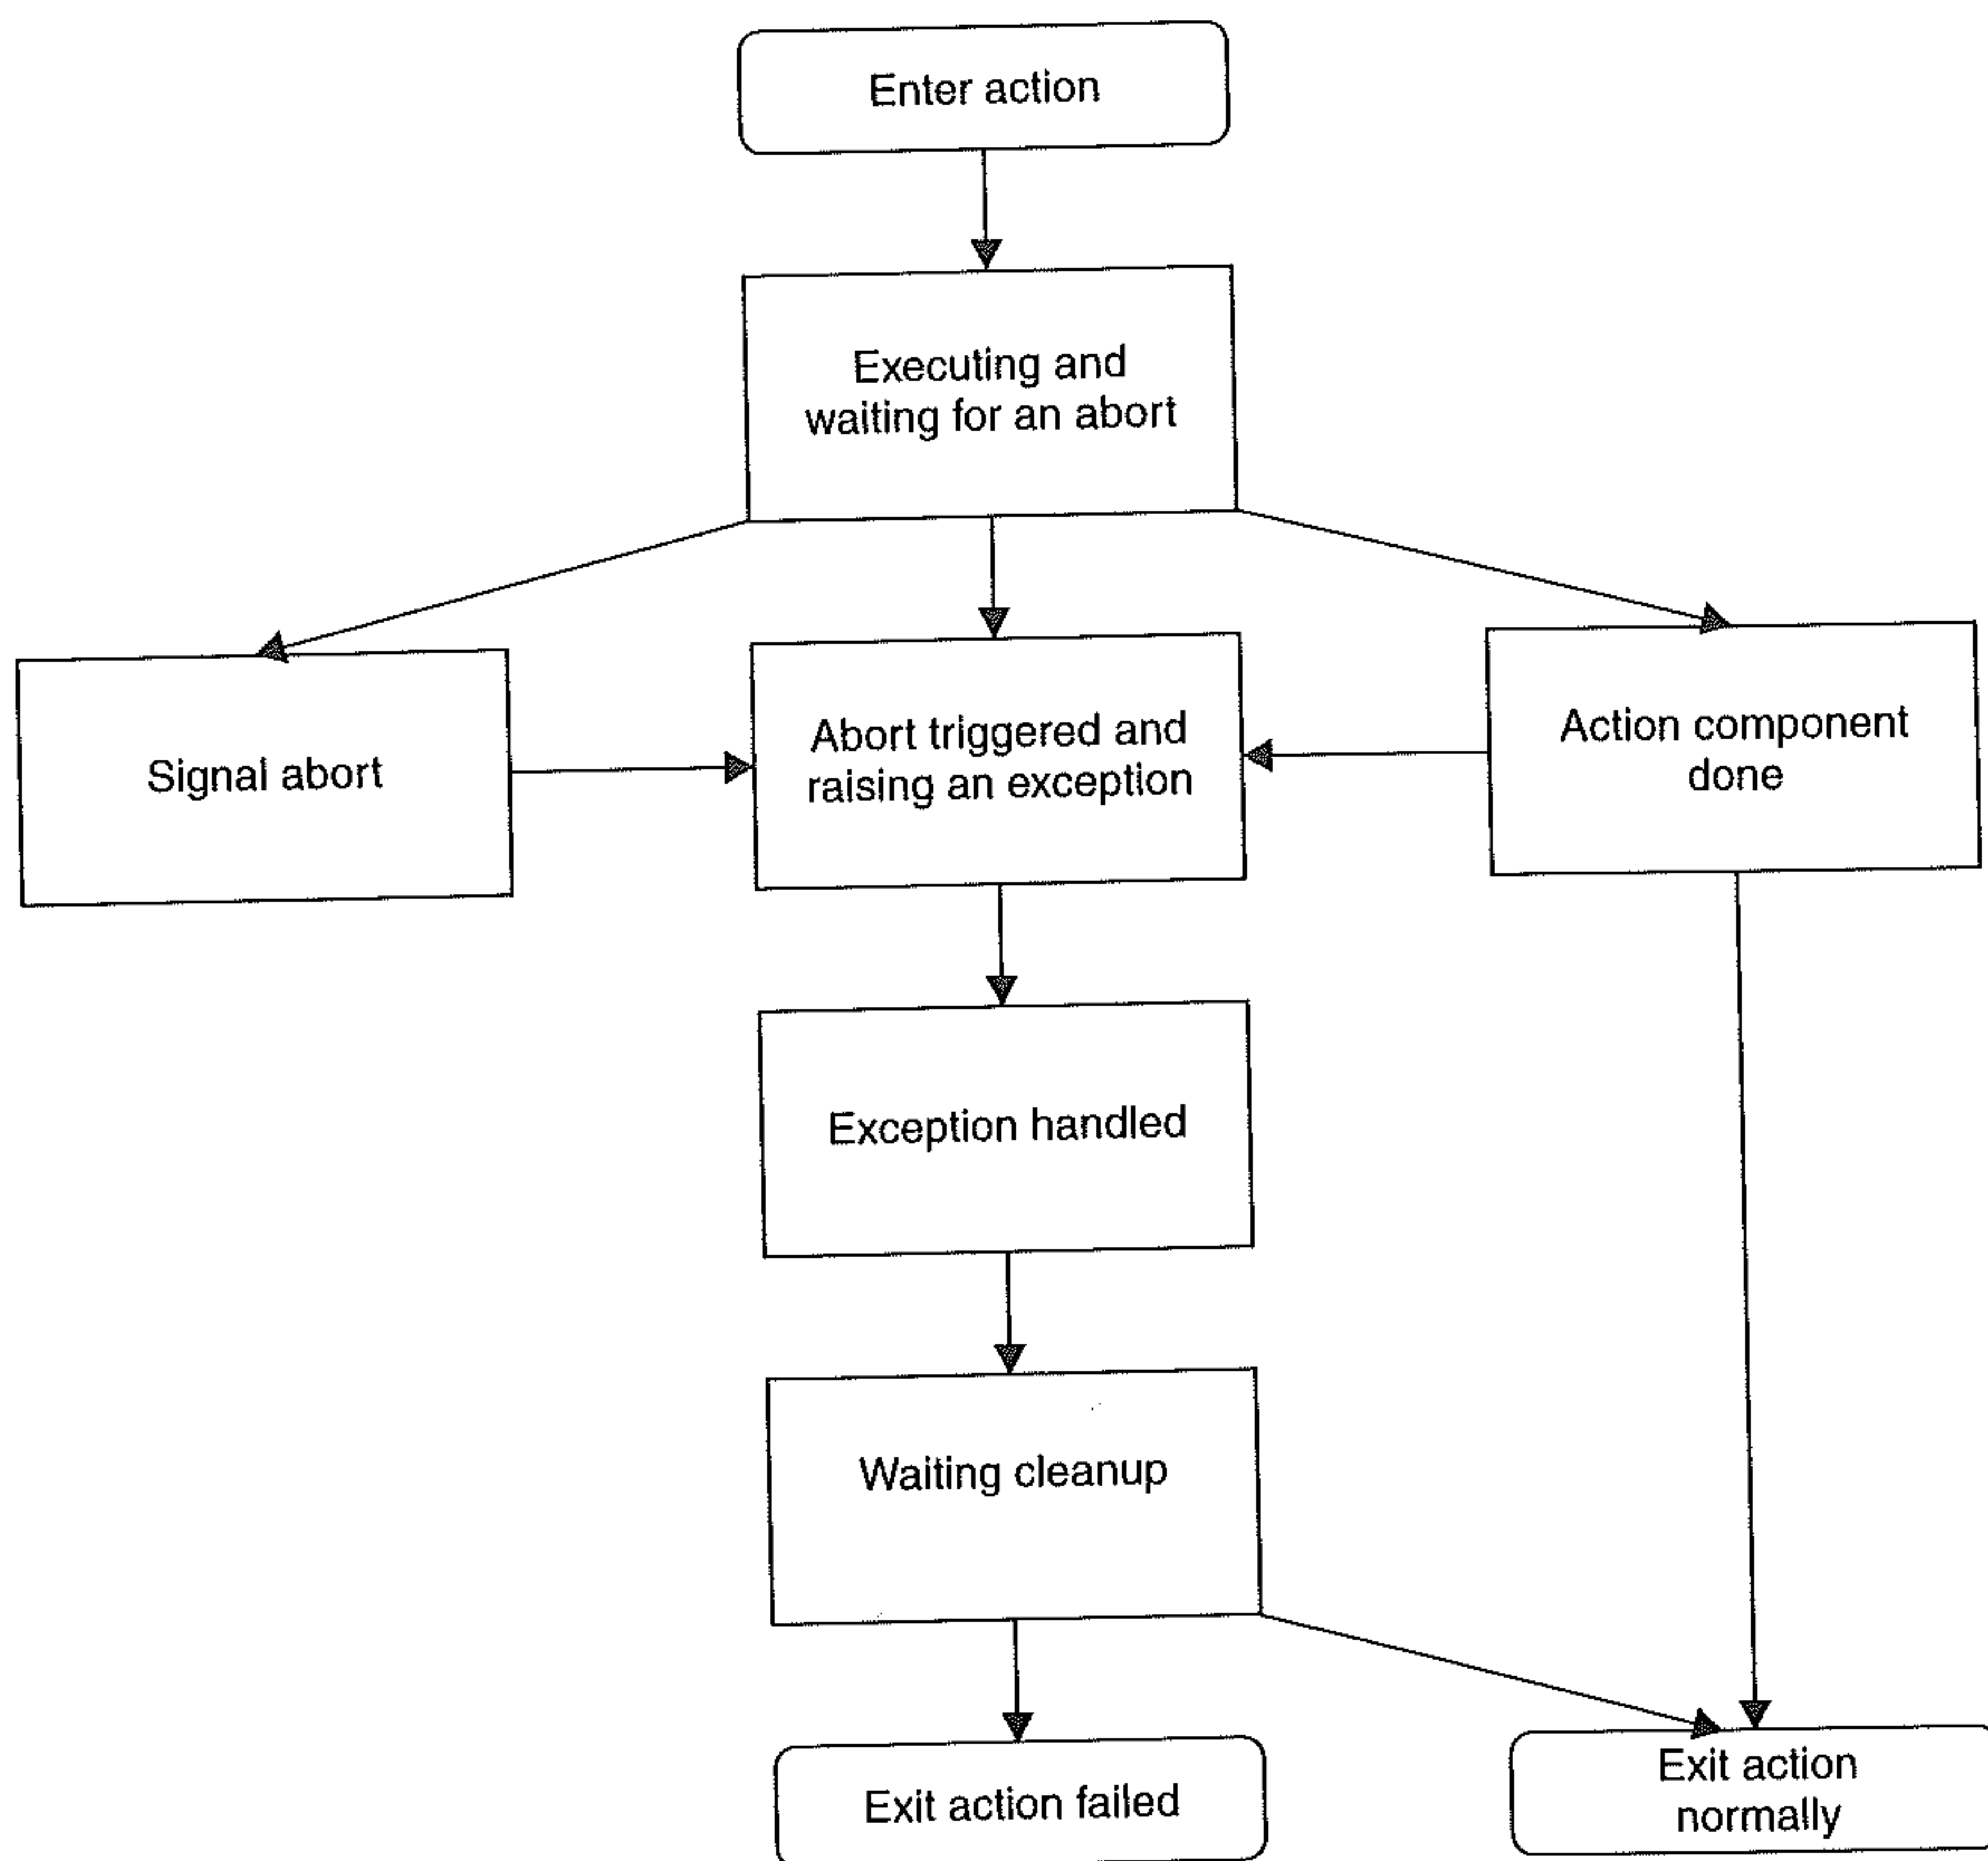 Enter action
Executing and
waiting for an abort
Signal abort
Abort triggered and
raising an exception
Action component
done
Exception handled
Waiting cleanup
Exit action failed
Exit action
normally